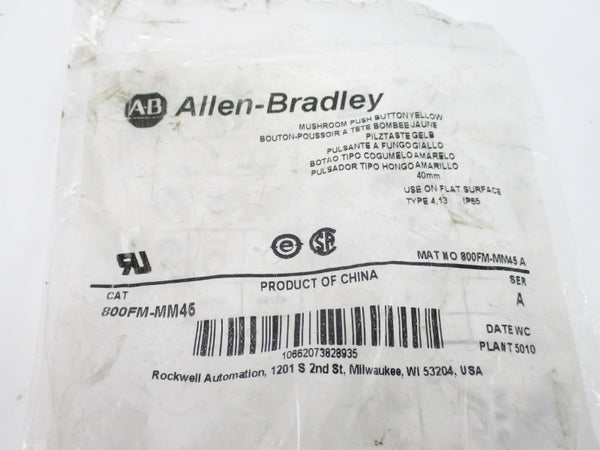 A-B Allen-Bradley
MUSHROOM PUSH BUTTON YELLOW
BOUTON-POUSSOIR A TETE BOMBEE JAUNE
PILZTASTE GELB
PULSANTE A FUNGO GIALLO
BOTAO TIPO COGUMELO AMARELO
PULSADOR TIPO HONGO AMARILLO
40mm
USE ON FLAT SURFACE
TYPE 4,13 IP65
MAT NO 800FM-MM45 A
CAT
PRODUCT OF CHINA
SER
800FM-MM45
A
DATE WC
10662073828935
PLANT 5010
Rockwell Automation, 1201 S 2nd St, Milwaukee, WI 53204, USA